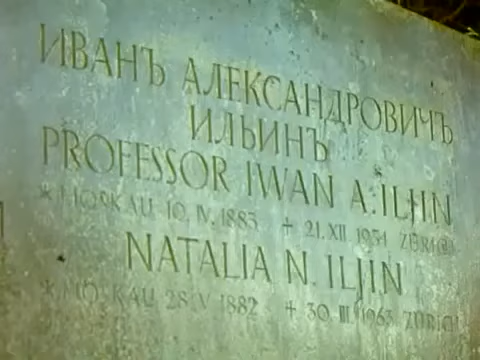 ИВАНЪ АЛЕКСАНДРОВИЧЪ
ИЛЬИНЪ
PROFESSOR IWAN A. ILJIN
* MOSKAU 10. IV. 1883 + 21. XII. 1954 ZÜRICH
NATALIA N. ILJIN
* MOSKAU 28. V. 1882 + 30. III. 1963 ZÜRICH